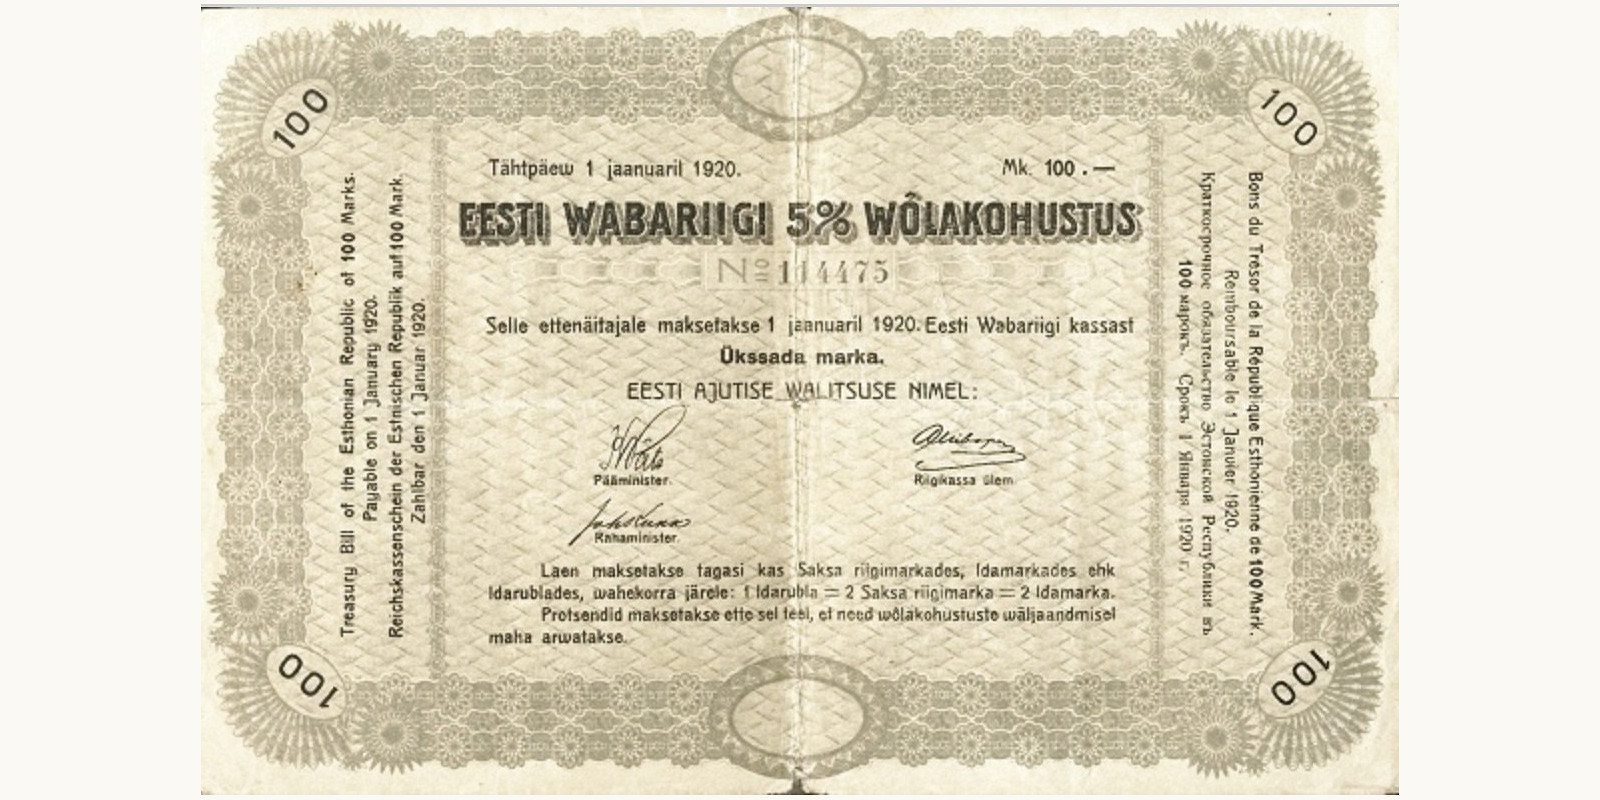 100
100
Tähtpäew 1 jaanuaril 1920.
Mk. 100.—
EESTI WABARIIGI 5% WÕLAKOHUSTUS
No 114475
Selle ettenäitajale maksetakse 1 jaanuaril 1920. Eesti Wabariigi kassast
Ükssada marka.
EESTI AJUTISE WALITSUSE NIMEL:
Pääminister.
Riigikassa ülem
Rahaminister.
Laen maksetakse tagasi kas Saksa riigimarkades, Idamarkades ehk
Idarublades, wahekorra järele: 1 Idarubla = 2 Saksa riigimarka = 2 Idamarka.
Protsendid maksetakse ette sel teel, et need wõlakohustuste wäljaandmisel
maha arwatakse.
Treasury Bill of the Esthonian Republic of 100 Marks.
Payable on 1 January 1920.
Reichskassenschein der Estnischen Republik auf 100 Mark.
Zahlbar den 1 Januar 1920.
Bons du Trésor de la République Esthonienne de 100 Mark.
Remboursable le 1 Janvier 1920.
Краткосрочное обязательство Эстонской Республики въ
100 марокъ. Срокъ 1 Января 1920 г.
100
100